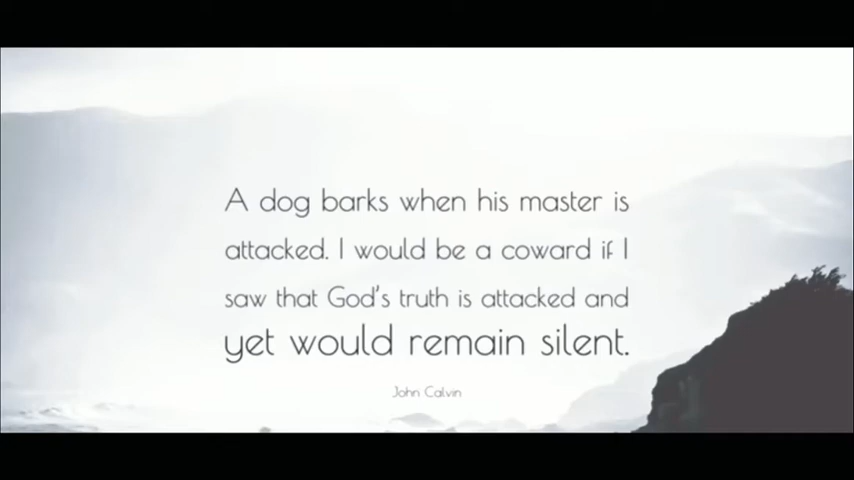 A dog barks when his master is
attacked. I would be a coward if I
saw that God's truth is attacked and
yet would remain silent.
John Calvin